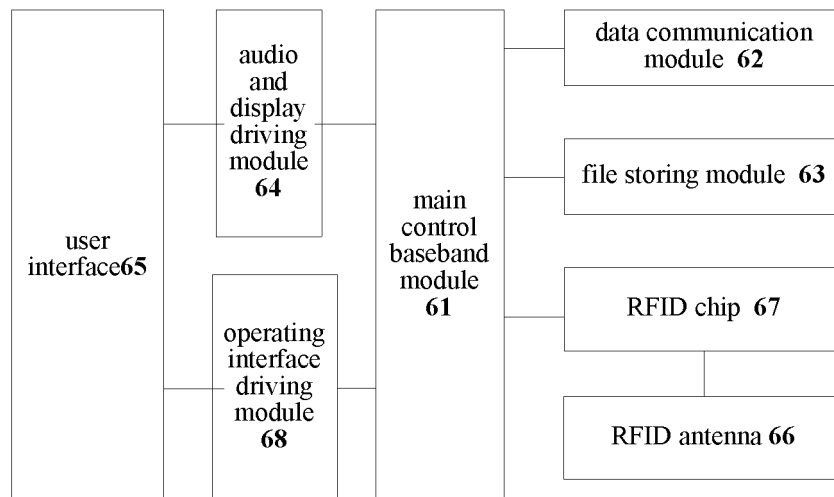 user
interface65
audio
and
display
driving
module
64
operating
interface
driving
module
68
main
control
baseband
module
61
data communication
module 62
file storing module 63
RFID chip 67
RFID antenna 66